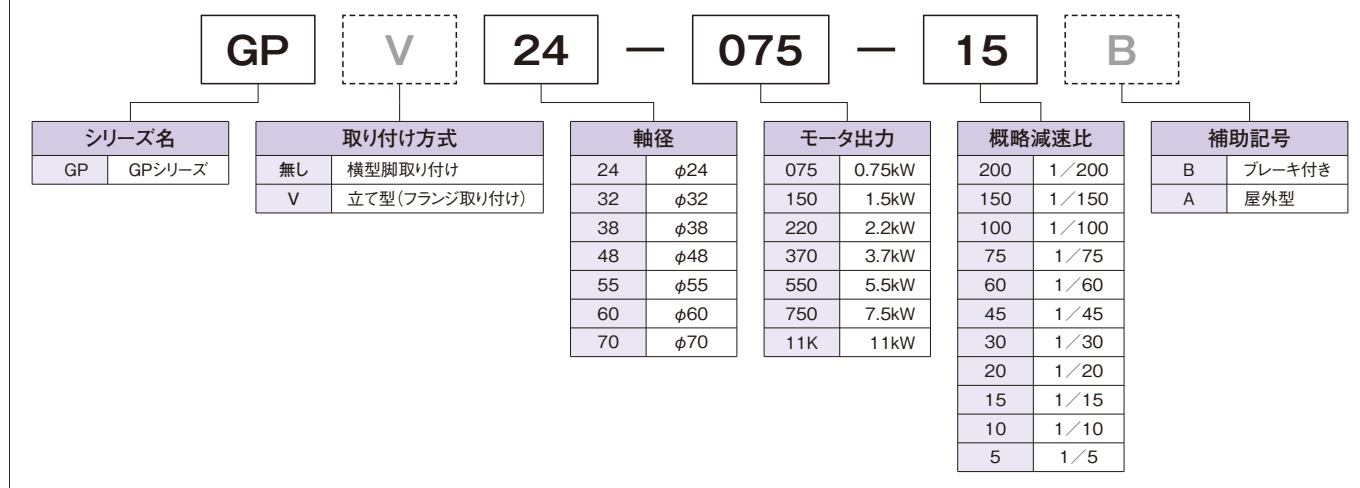 GP V 24 — 075 — 15 B
シリーズ名
GP GPシリーズ
取り付け方式
無し 横型脚取り付け
V 立て型(フランジ取り付け)
軸径
24 φ24
32 φ32
38 φ38
48 φ48
55 φ55
60 φ60
70 φ70
モータ出力
075 0.75kW
150 1.5kW
220 2.2kW
370 3.7kW
550 5.5kW
750 7.5kW
11K 11kW
概略減速比
200 1/200
150 1/150
100 1/100
75 1/75
60 1/60
45 1/45
30 1/30
20 1/20
15 1/15
10 1/10
5 1/5
補助記号
B ブレーキ付き
A 屋外型